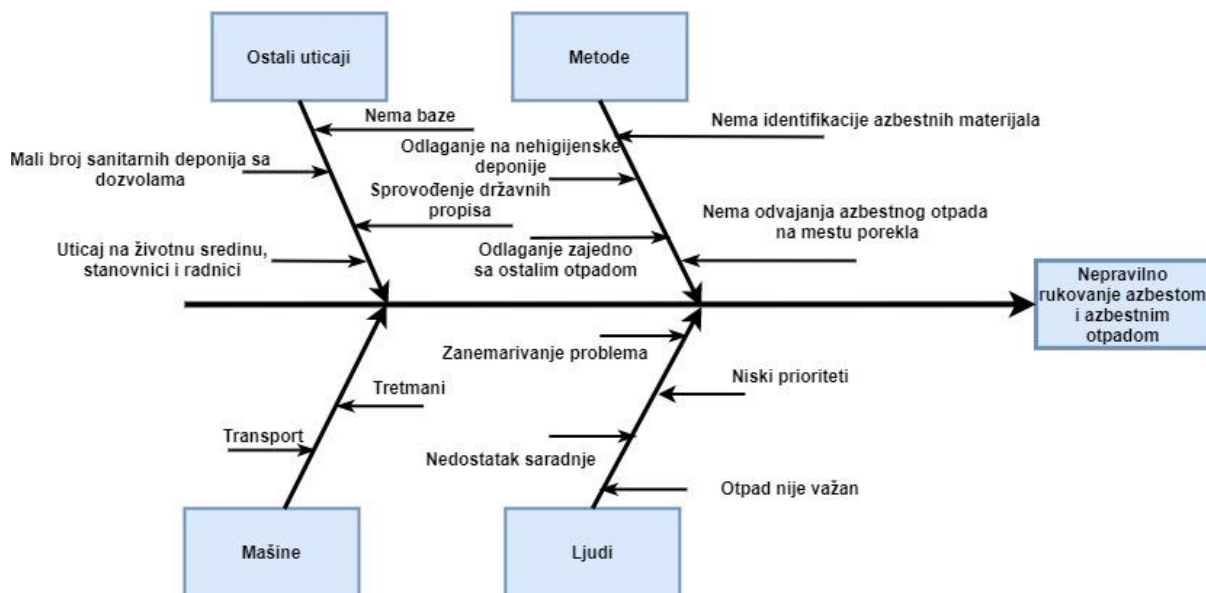 Ostali uticaji
Metode
Nema baze
Nema identifikacije azbestnih materijala
Mali broj sanitarnih deponija sa
dozvolama
Odlaganje na nehigijenske
deponije
Sprovođenje državnih
propisa
Nema odvajanja azbestnog otpada
na mestu porekla
Uticaj na životnu sredinu,
stanovnici i radnici
Odlaganje zajedno
sa ostalim otpadom
Nepravilno
rukovanje azbestom
i azbestnim
otpadom
Zanemarivanje problema
Niski prioriteti
Tretmani
Transport
Nedostatak saradnje
Otpad nije važan
Mašine
Ljudi